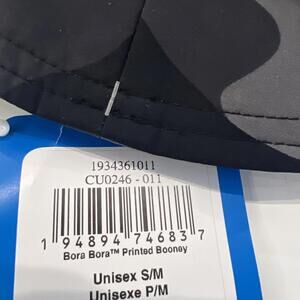 1934361011
CU0246 - 011
1 94894 74683 7
Bora Bora™ Printed Booney
Unisex S/M
Unisexe P/M